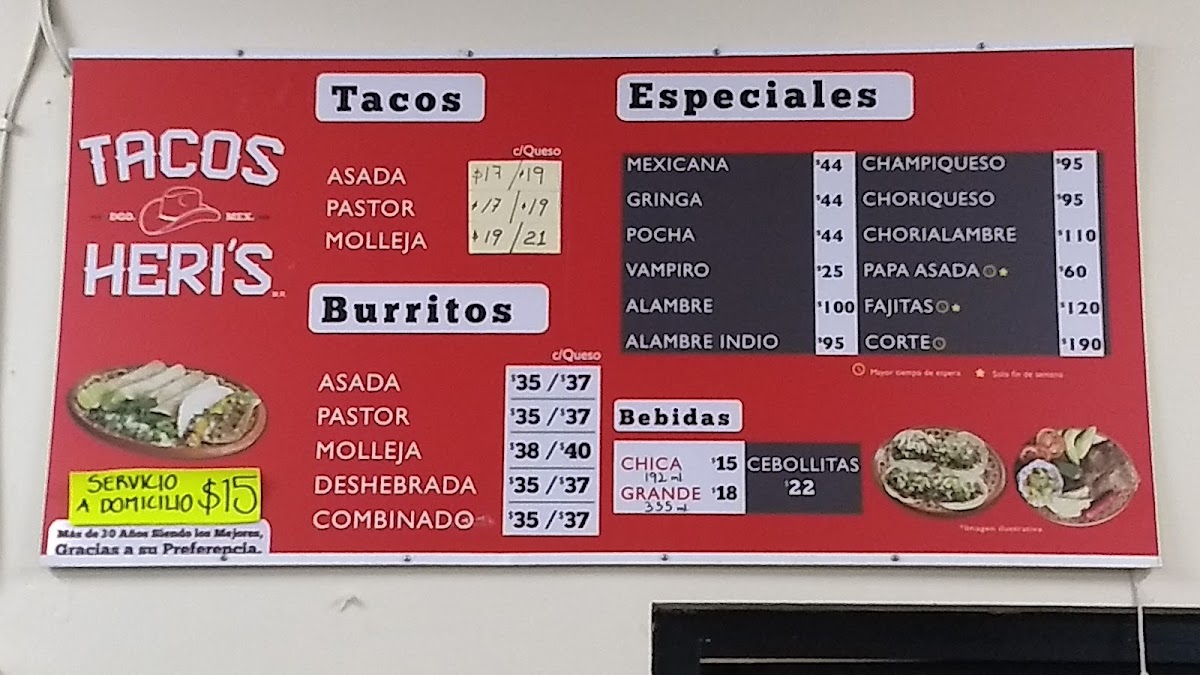 TACOS
DGO. MEX.
HERI'S
M.R.
SERVICIO
A DOMICILIO $15
Más de 30 Años Siendo los Mejores,
Gracias a su Preferencia.
Tacos
c/Queso
ASADA $17/$19
PASTOR $17/$19
MOLLEJA $19/21
Burritos
c/Queso
ASADA $35/$37
PASTOR $35/$37
MOLLEJA $38/$40
DESHEBRADA $35/$37
COMBINADO $35/$37
Especiales
MEXICANA $44
GRINGA $44
POCHA $44
VAMPIRO $25
ALAMBRE $100
ALAMBRE INDIO $95
CHAMPIQUESO $95
CHORIQUESO $95
CHORIALAMBRE $110
PAPA ASADA $60
FAJITAS $120
CORTE $190
Mayor tiempo de espera
Solo fin de semana
Bebidas
CHICA $15
192 ml
GRANDE $18
355 ml
CEBOLLITAS
$22
*Imagen ilustrativa